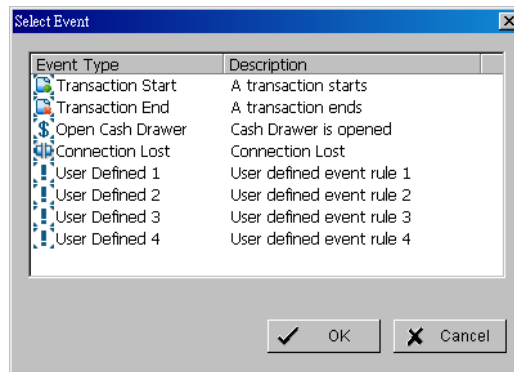 Select Event
Event Type Description
Transaction Start A transaction starts
Transaction End A transaction ends
Open Cash Drawer Cash Drawer is opened
Connection Lost Connection Lost
User Defined 1 User defined event rule 1
User Defined 2 User defined event rule 2
User Defined 3 User defined event rule 3
User Defined 4 User defined event rule 4
OK Cancel